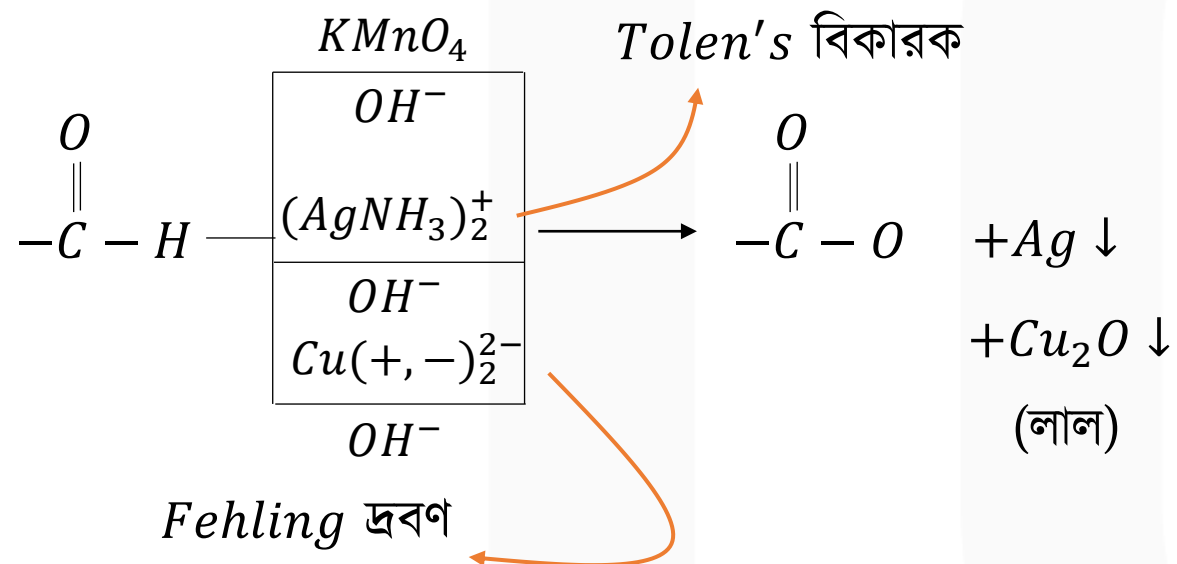 KMnO₄
Tolen's বিকারক
OH⁻
O
O
(AgNH₃)₂⁺
−C − H
−C − O
+Ag ↓
OH⁻
Cu(+,−)₂²⁻
+Cu₂O ↓
(লাল)
OH⁻
Fehling দ্রবণ